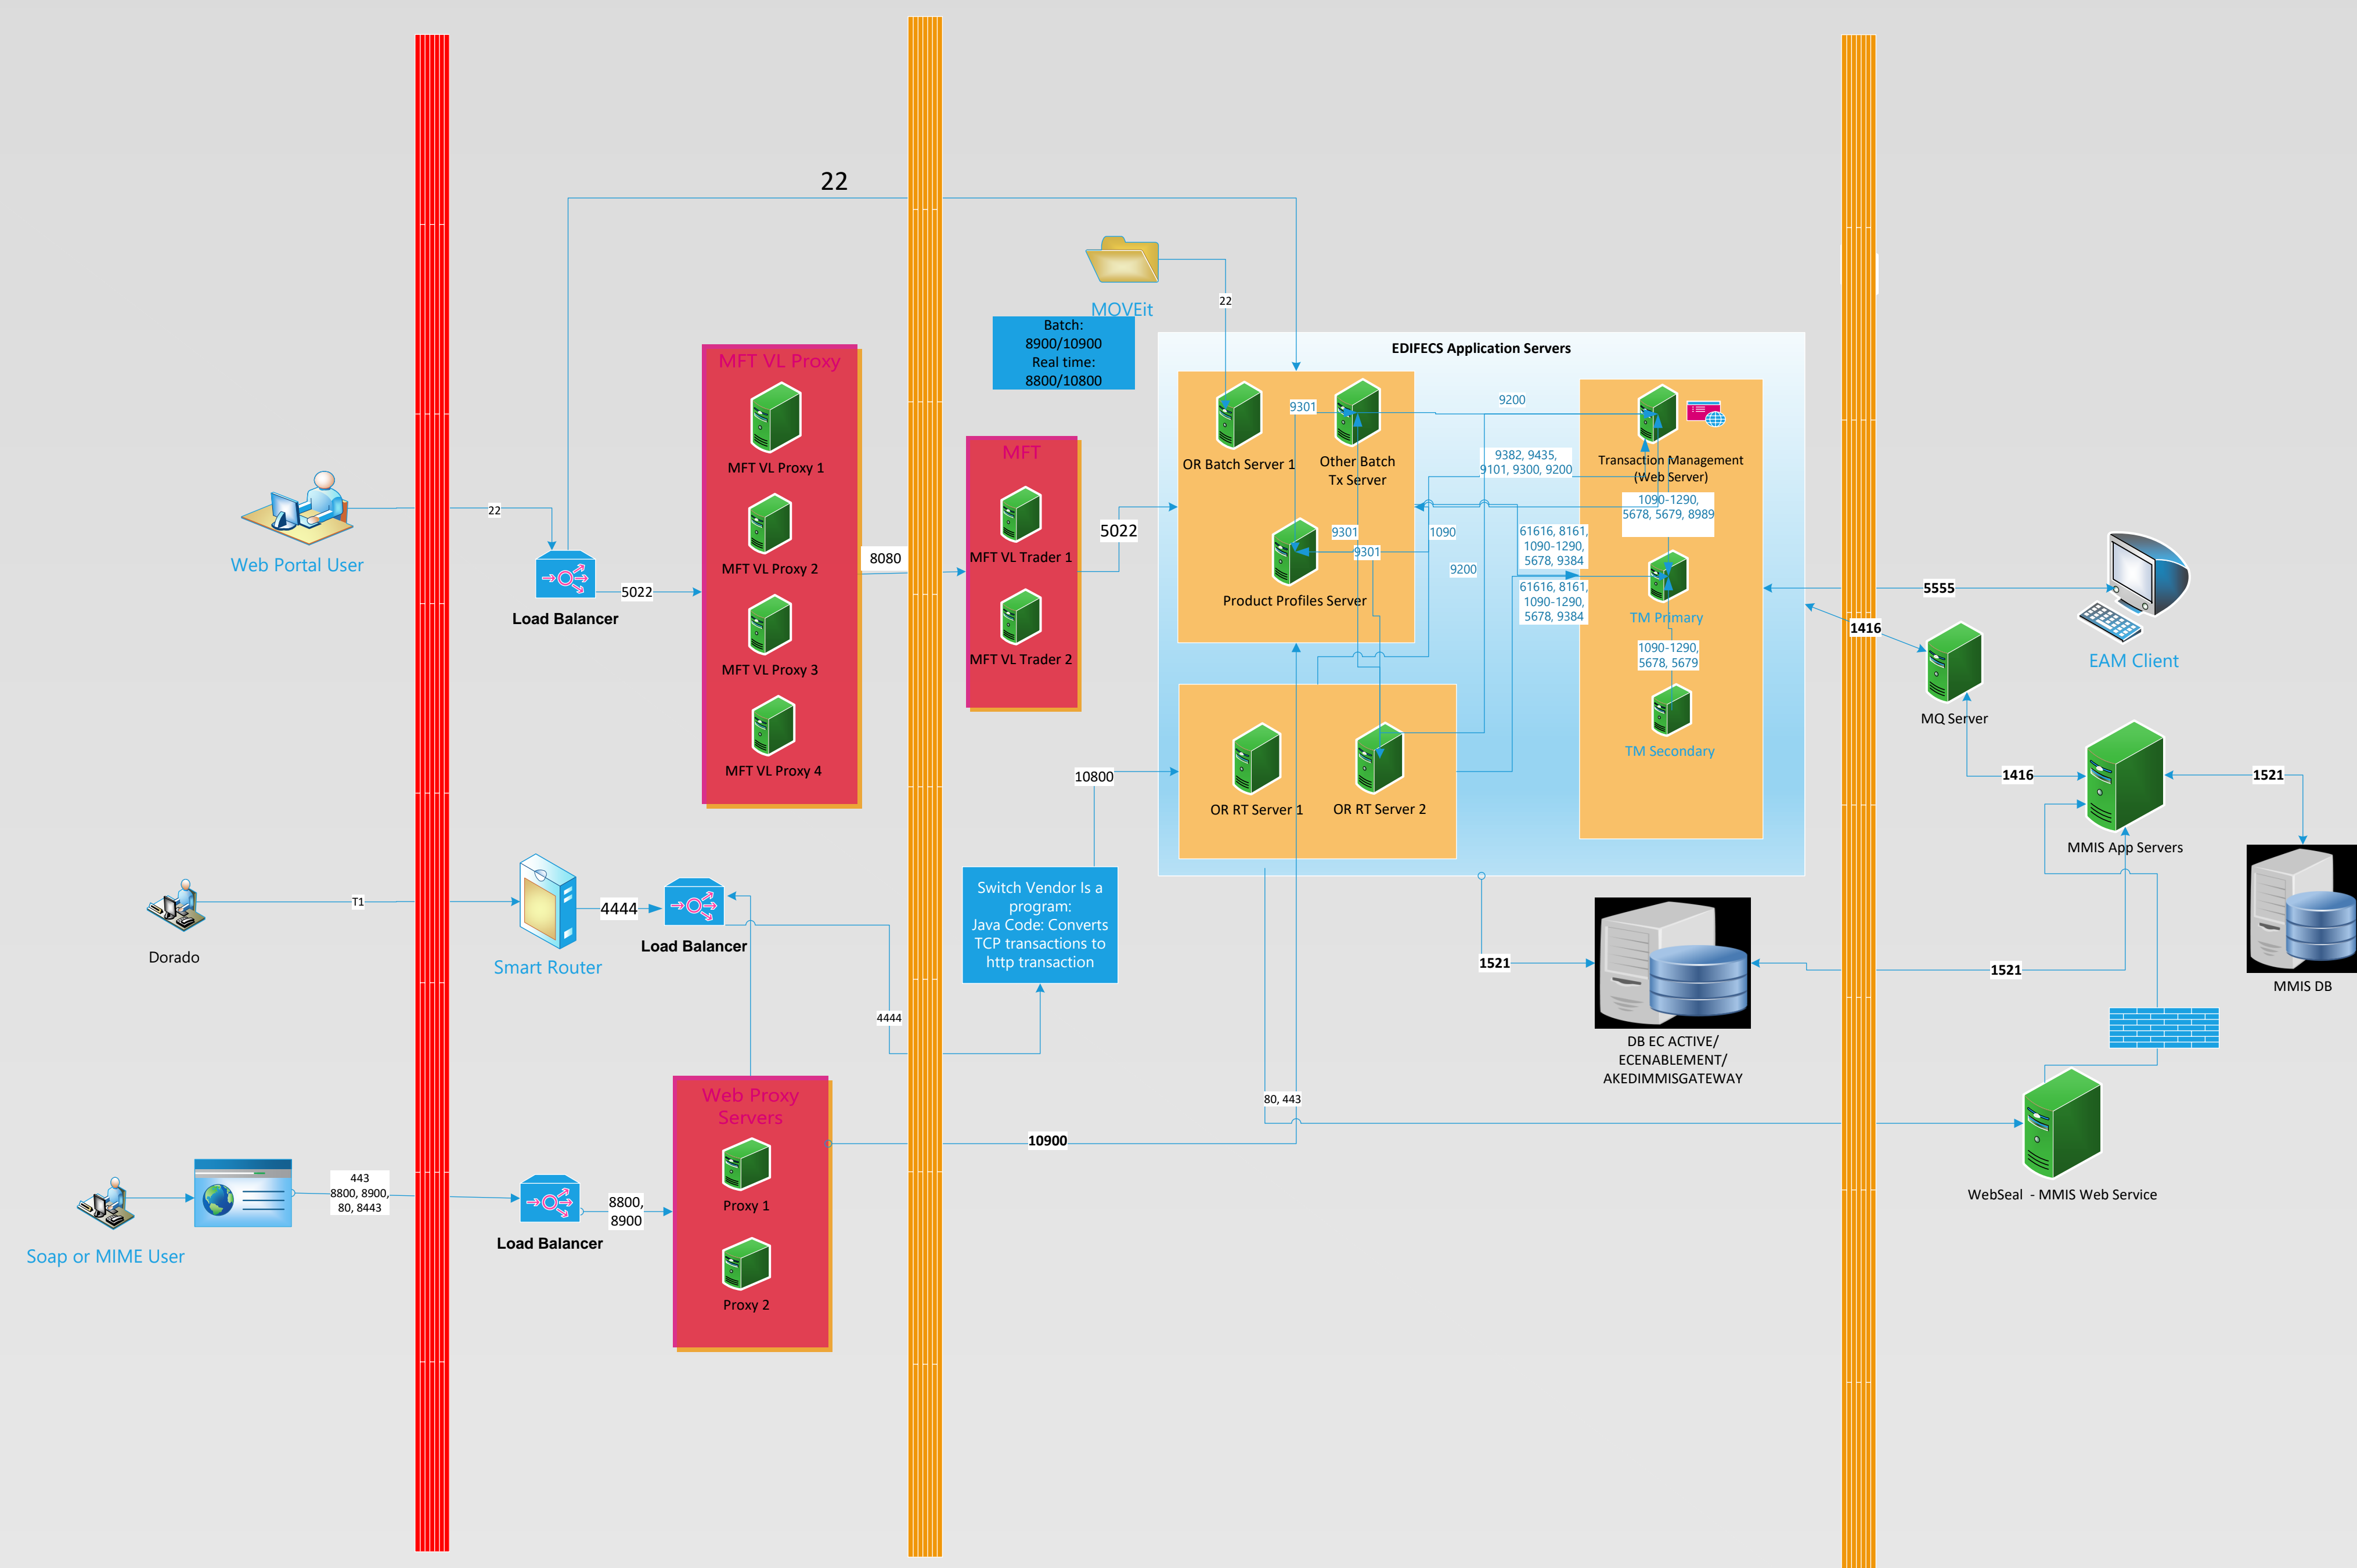 22
MOVEit
22
Batch:
8900/10900
Real time:
8800/10800
EDIFECS Application Servers
MFT VL Proxy
MFT VL Proxy 1
MFT VL Proxy 2
MFT VL Proxy 3
MFT VL Proxy 4
Web Portal User
22
Load Balancer
5022
8080
MFT
MFT VL Trader 1
MFT VL Trader 2
5022
OR Batch Server 1
Other Batch
Tx Server
9301
9200
9382, 9435,
9101, 9300, 9200
Transaction Management
(Web Server)
1090-1290,
5678, 5679, 8989
9301
9301
1090
9200
61616, 8161,
1090-1290,
5678, 9384
61616, 8161,
1090-1290,
5678, 9384
Product Profiles Server
TM Primary
1090-1290,
5678, 5679
TM Secondary
5555
EAM Client
1416
MQ Server
1416
1521
MMIS App Servers
MMIS DB
10800
OR RT Server 1
OR RT Server 2
Dorado
T1
Smart Router
4444
Load Balancer
4444
Switch Vendor Is a
program:
Java Code: Converts
TCP transactions to
http transaction
1521
1521
DB EC ACTIVE/
ECENABLEMENT/
AKEDIMMISGATEWAY
80, 443
Web Proxy
Servers
Proxy 1
Proxy 2
10900
Soap or MIME User
443
8800, 8900,
80, 8443
Load Balancer
8800,
8900
WebSeal - MMIS Web Service